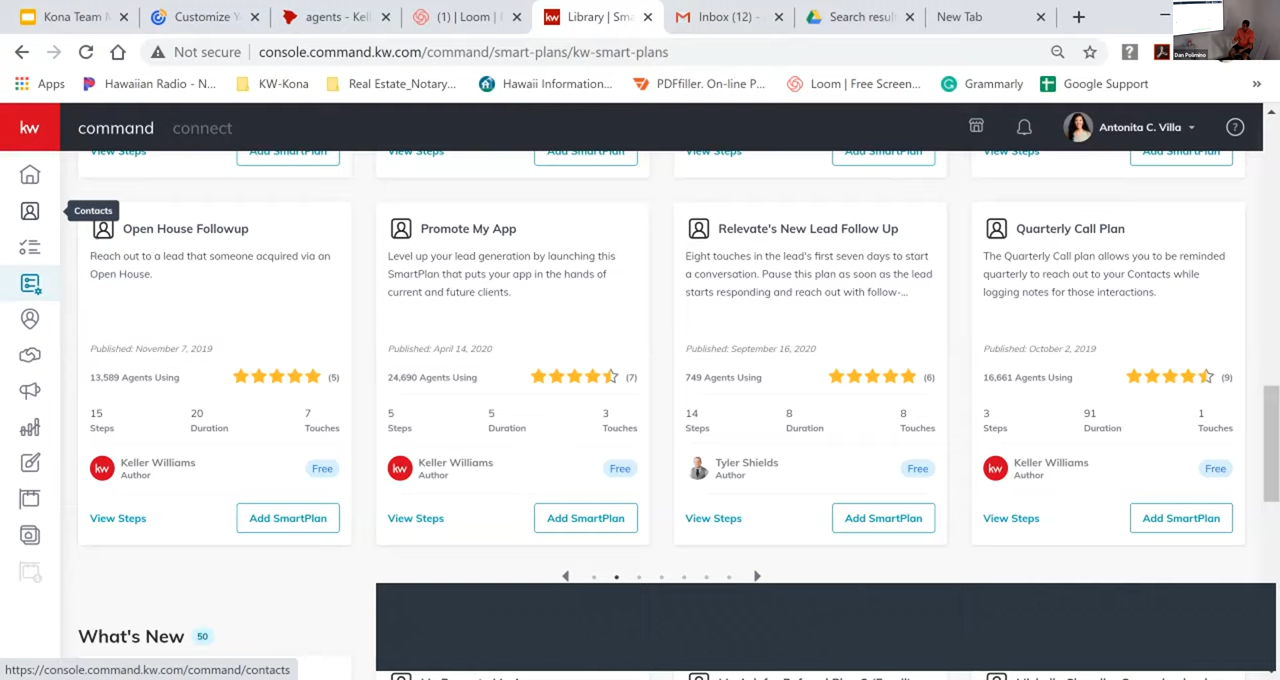 Kona Team M
Customize Y
agents - Kell
(1) | Loom | F
Library | Sma
Inbox (12) -
Search resul
New Tab
Not secure
console.command.kw.com/command/smart-plans/kw-smart-plans
Dan Polimino
Apps
Hawaiian Radio - N...
KW-Kona
Real Estate_Notary...
Hawaii Information...
PDFfiller. On-line P...
Loom | Free Screen...
Grammarly
Google Support
kw
command
connect
Antonita C. Villa
View Steps
Add SmartPlan
View Steps
Add SmartPlan
View Steps
Add SmartPlan
View Steps
Add SmartPlan
Contacts
Open House Followup
Reach out to a lead that someone acquired via an
Open House.
Published: November 7, 2019
13,589 Agents Using
(5)
15
20
7
Steps
Duration
Touches
kw
Keller Williams
Author
Free
View Steps
Add SmartPlan
Promote My App
Level up your lead generation by launching this
SmartPlan that puts your app in the hands of
current and future clients.
Published: April 14, 2020
24,690 Agents Using
(7)
5
5
3
Steps
Duration
Touches
kw
Keller Williams
Author
Free
View Steps
Add SmartPlan
Relevate's New Lead Follow Up
Eight touches in the lead's first seven days to start
a conversation. Pause this plan as soon as the lead
starts responding and reach out with follow-...
Published: September 16, 2020
749 Agents Using
(6)
14
8
8
Steps
Duration
Touches
Tyler Shields
Author
Free
View Steps
Add SmartPlan
Quarterly Call Plan
The Quarterly Call plan allows you to be reminded
quarterly to reach out to your Contacts while
logging notes for those interactions.
Published: October 2, 2019
16,661 Agents Using
(9)
3
91
1
Steps
Duration
Touches
kw
Keller Williams
Author
Free
View Steps
Add SmartPlan
What's New
50
https://console.command.kw.com/command/contacts